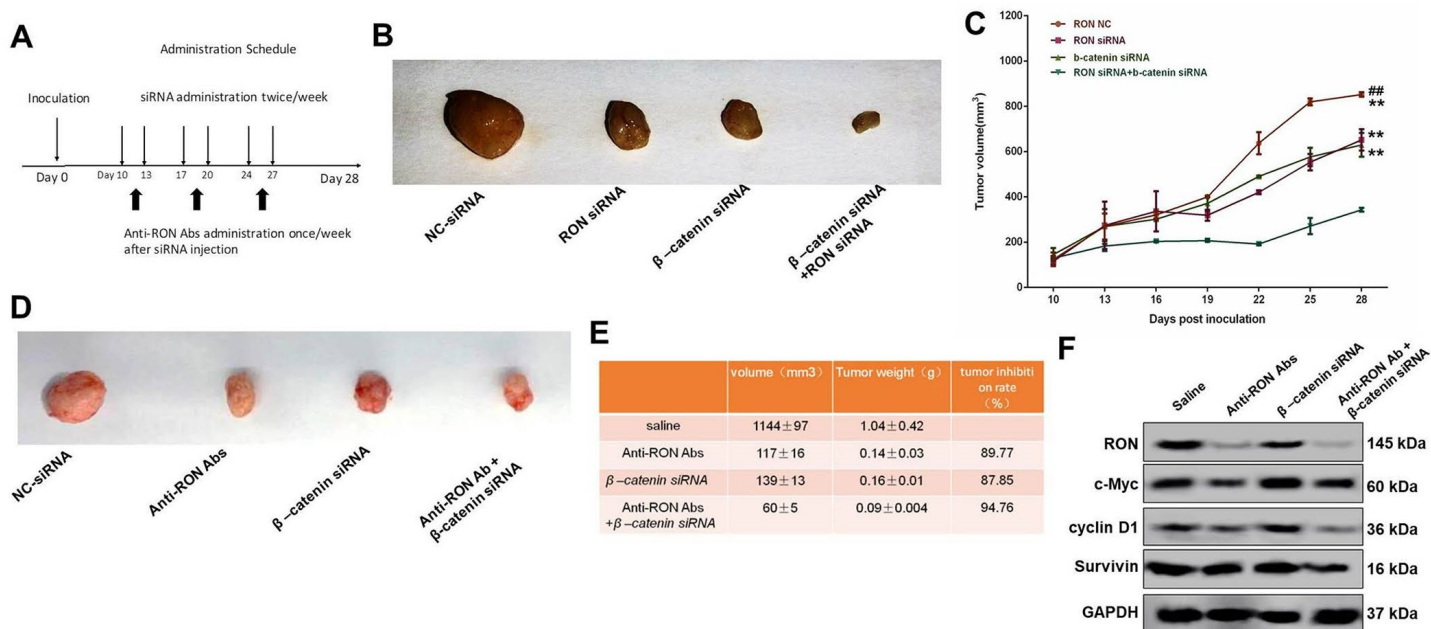 A
Administration Schedule
Inoculation
siRNA administration twice/week
Day 0
Day 10
13
17
20
24
27
Day 28
Anti-RON Abs administration once/week
after siRNA injection
B
NC-siRNA
RON siRNA
β–catenin siRNA
β–catenin siRNA
+RON siRNA
C
RON NC
RON siRNA
b-catenin siRNA
RON siRNA+b-catenin siRNA
Tumor volume(mm3)
1200
1000
800
600
400
200
0
10
13
16
19
22
25
28
Days post inoculation
##
**
**
**
D
NC-siRNA
Anti-RON Abs
β–catenin siRNA
Anti-RON Ab +
β-catenin siRNA
E
volume (mm3) Tumor weight (g) tumor inhibiti
on rate
(%)
saline 1144±97 1.04±0.42
Anti-RON Abs 117±16 0.14±0.03 89.77
β–catenin siRNA 139±13 0.16±0.01 87.85
Anti-RON Abs
+β–catenin siRNA 60±5 0.09±0.004 94.76
F
Saline
Anti-RON Abs
β–catenin siRNA
Anti-RON Ab +
β-catenin siRNA
RON 145 kDa
c-Myc 60 kDa
cyclin D1 36 kDa
Survivin 16 kDa
GAPDH 37 kDa